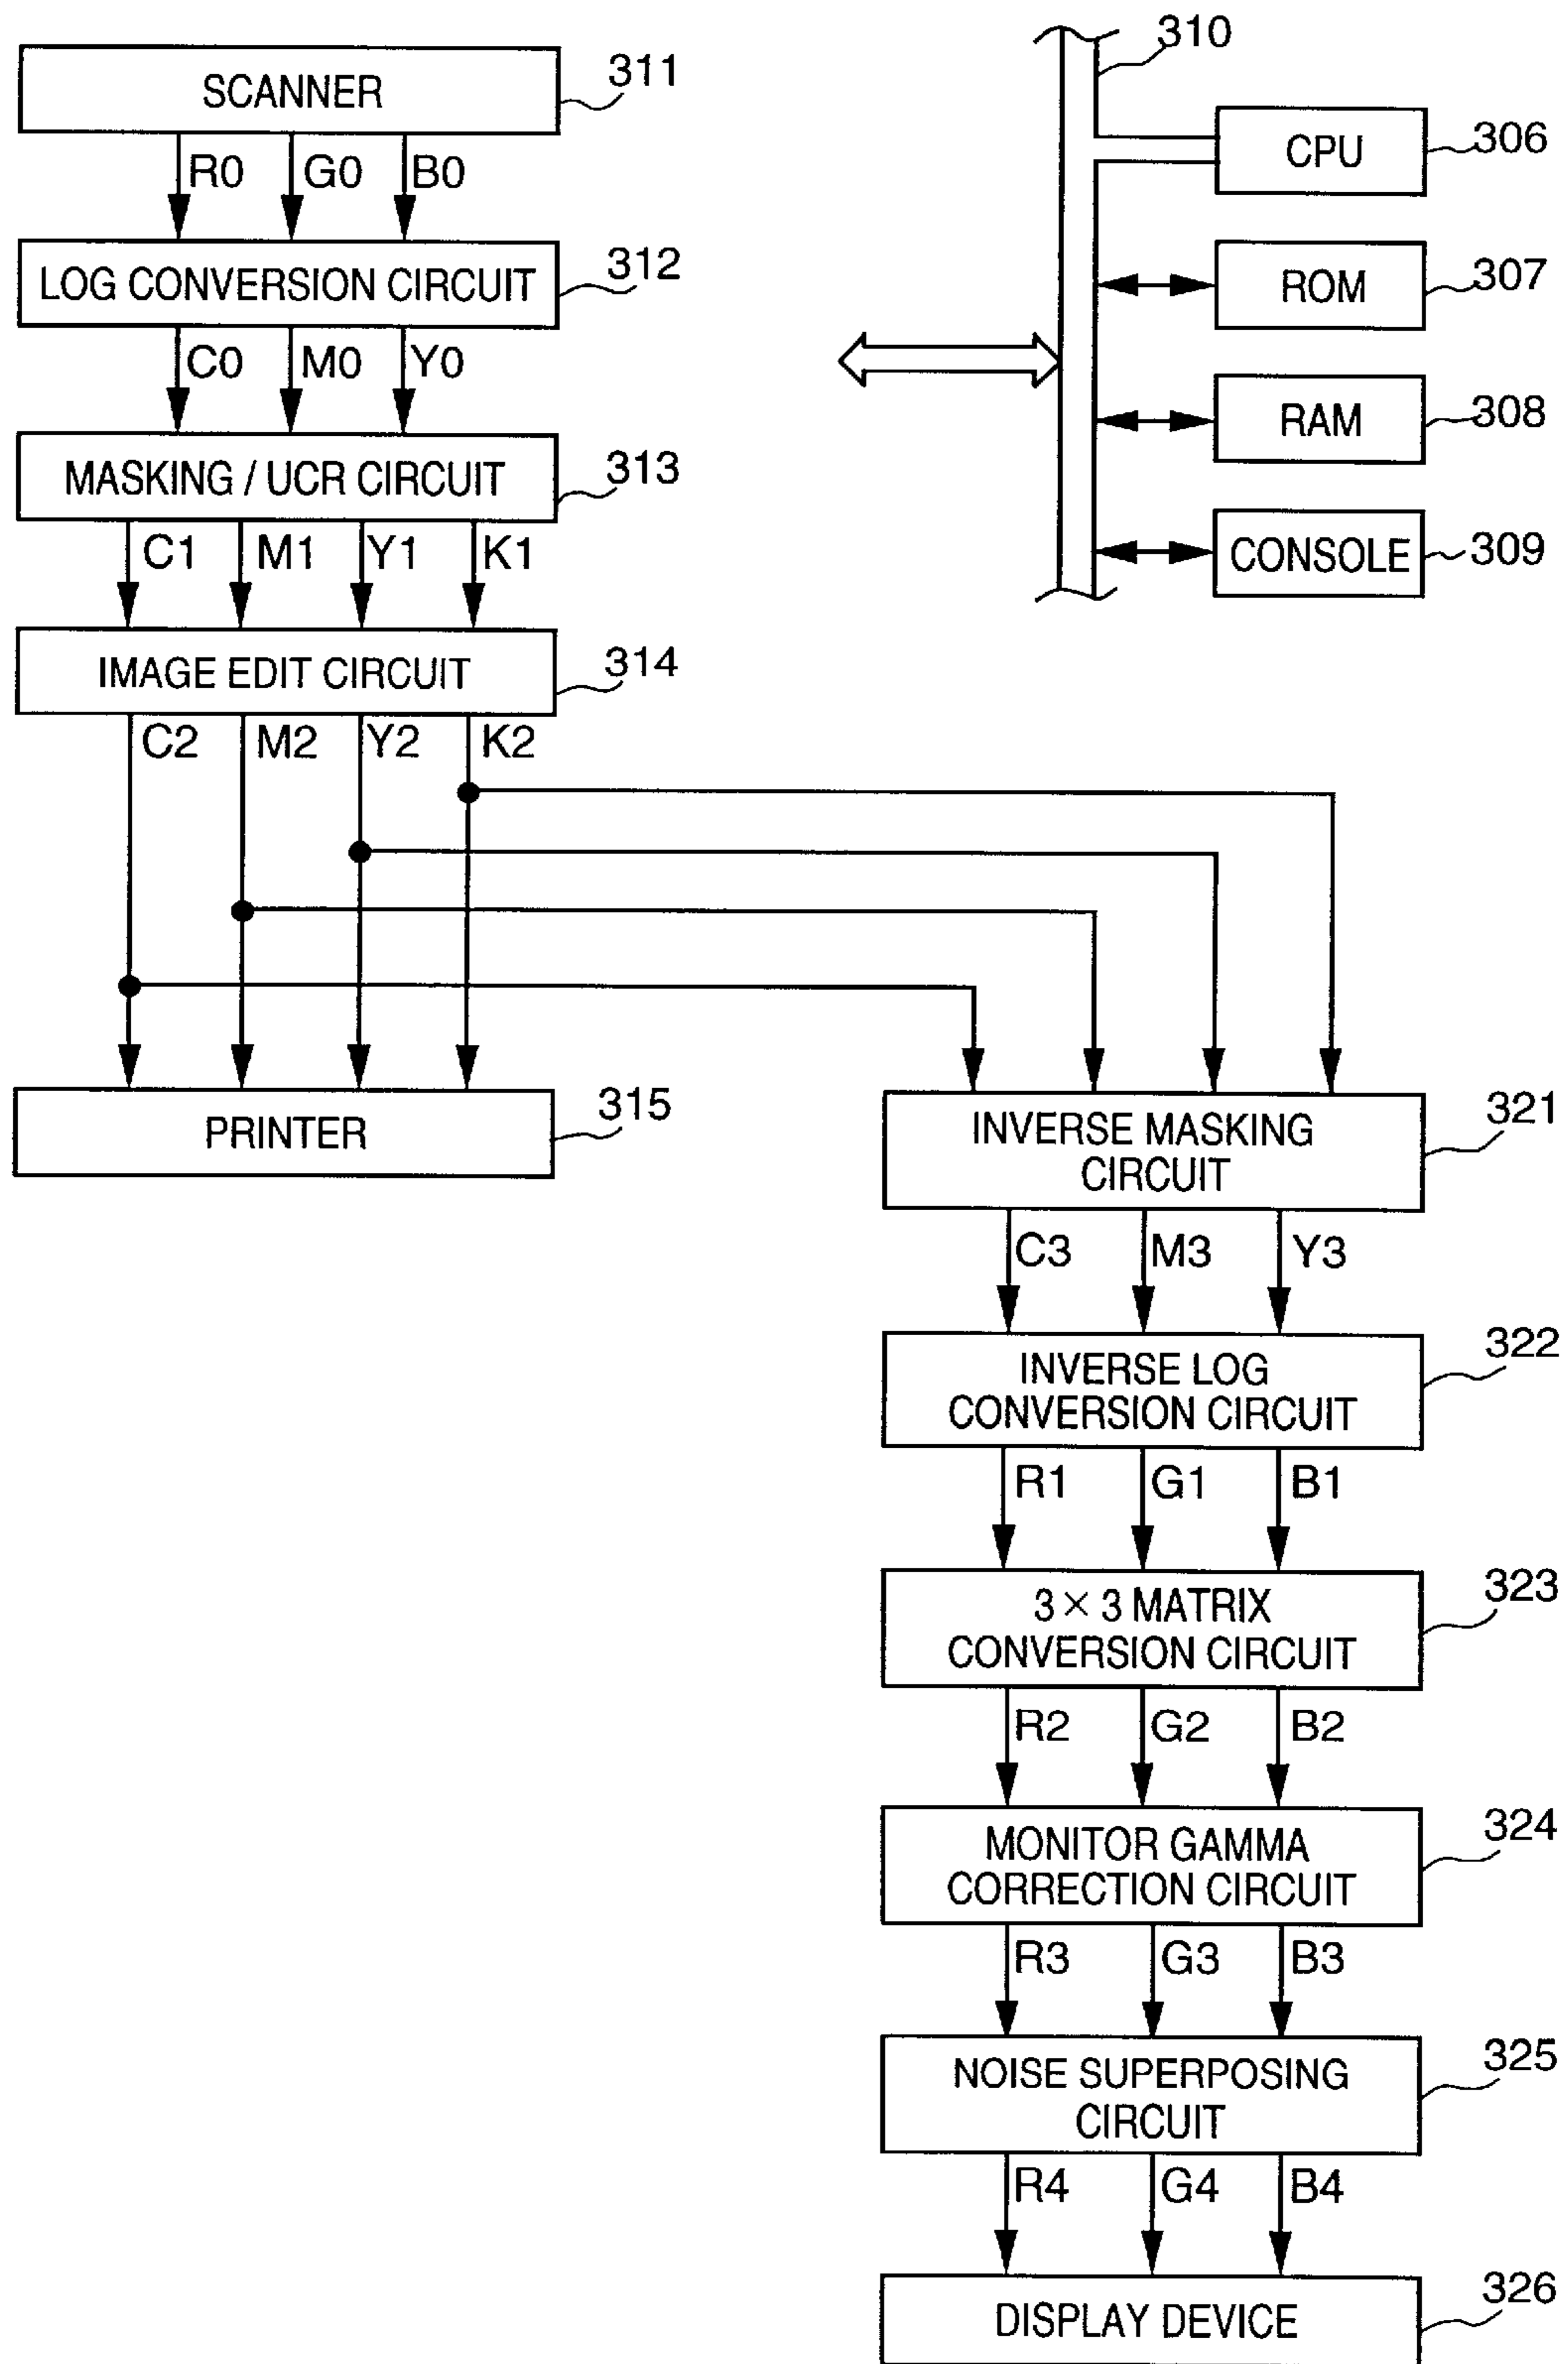 310
SCANNER
311
CPU
306
R0 G0 B0
LOG CONVERSION CIRCUIT
312
ROM
307
C0 M0 Y0
RAM
308
MASKING / UCR CIRCUIT
313
C1 M1 Y1 K1
CONSOLE
309
IMAGE EDIT CIRCUIT
314
C2 M2 Y2 K2
PRINTER
315
INVERSE MASKING
CIRCUIT
321
C3 M3 Y3
INVERSE LOG
CONVERSION CIRCUIT
322
R1 G1 B1
3 × 3 MATRIX
CONVERSION CIRCUIT
323
R2 G2 B2
MONITOR GAMMA
CORRECTION CIRCUIT
324
R3 G3 B3
NOISE SUPERPOSING
CIRCUIT
325
R4 G4 B4
DISPLAY DEVICE
326